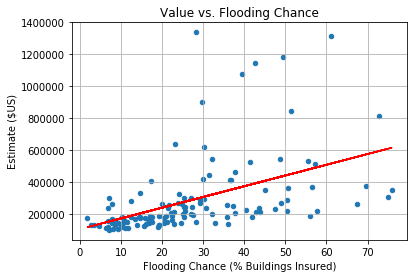 Value vs. Flooding Chance
1400000
1200000
1000000
800000
600000
400000
200000
Estimate ($US)
0 10 20 30 40 50 60 70
Flooding Chance (% Buildings Insured)